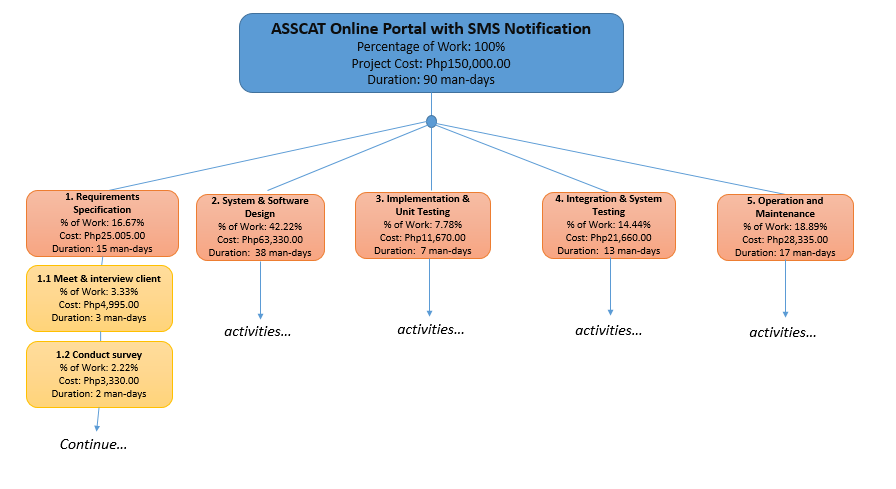 ASSCAT Online Portal with SMS Notification
Percentage of Work: 100%
Project Cost: Php150,000.00
Duration: 90 man-days
1. Requirements
Specification
% of Work: 16.67%
Cost: Php25.005.00
Duration: 15 man-days
2. System & Software
Design
% of Work: 42.22%
Cost: Php63,330.00
Duration: 38 man-days
3. Implementation &
Unit Testing
% of Work: 7.78%
Cost: Php11,670.00
Duration: 7 man-days
4. Integration & System
Testing
% of Work: 14.44%
Cost: Php21,660.00
Duration: 13 man-days
5. Operation and
Maintenance
% of Work: 18.89%
Cost: Php28,335.00
Duration: 17 man-days
1.1 Meet & interview client
% of Work: 3.33%
Cost: Php4,995.00
Duration: 3 man-days
1.2 Conduct survey
% of Work: 2.22%
Cost: Php3,330.00
Duration: 2 man-days
Continue...
activities...
activities...
activities...
activities...